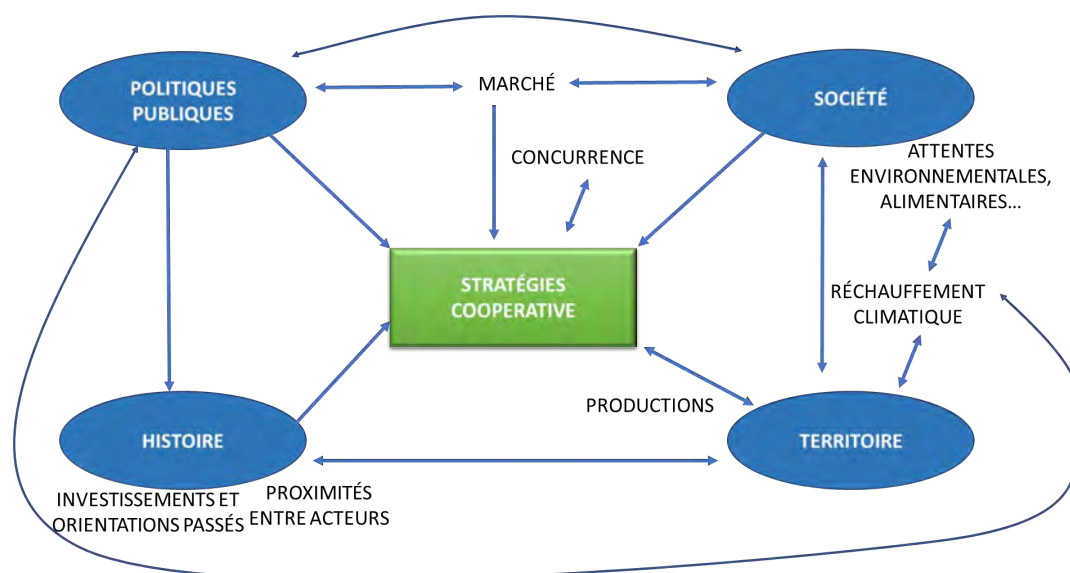 POLITIQUES
PUBLIQUES
MARCHÉ
SOCIÉTÉ
CONCURRENCE
ATTENTES
ENVIRONNEMENTALES,
ALIMENTAIRES...
STRATÉGIES
COOPERATIVE
RÉCHAUFFEMENT
CLIMATIQUE
PRODUCTIONS
HISTOIRE
TERRITOIRE
INVESTISSEMENTS ET
ORIENTATIONS PASSÉS
PROXIMITÉS
ENTRE ACTEURS